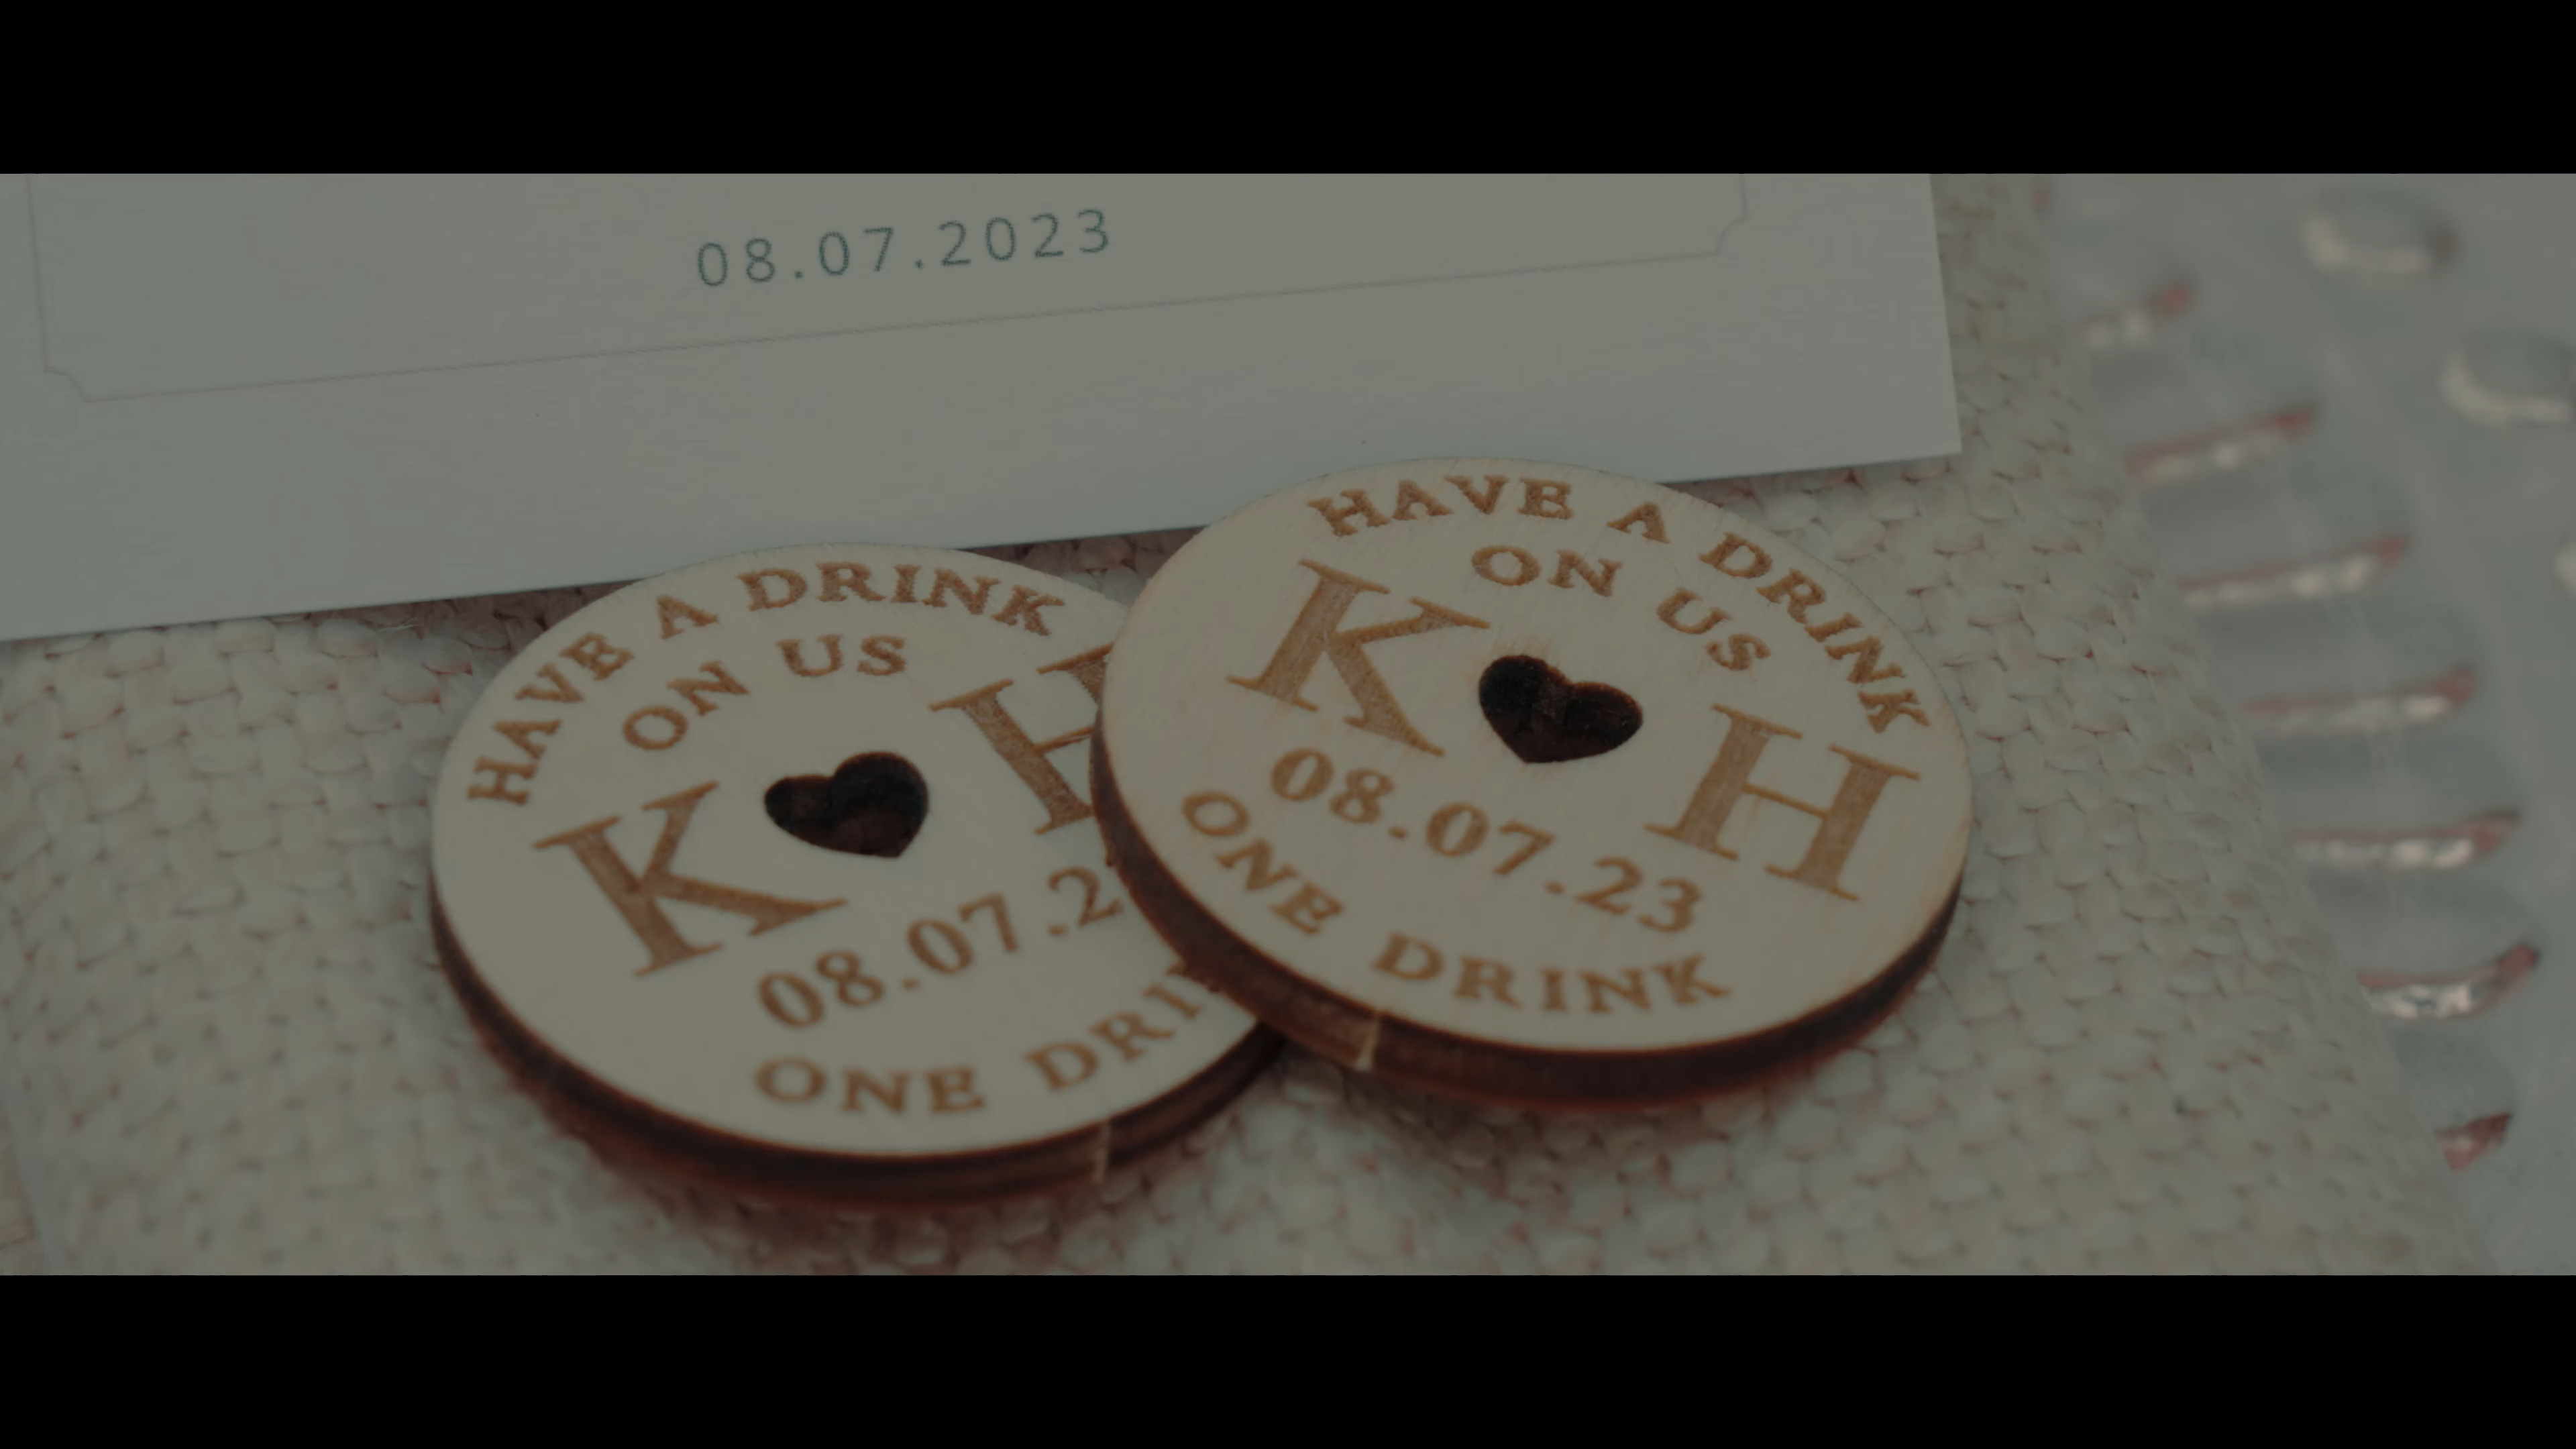 08.07.2023
HAVE A DRINK
ON US
K H
08.07.2
ONE DRI
HAVE A DRINK
ON US
K H
08.07.23
ONE DRINK